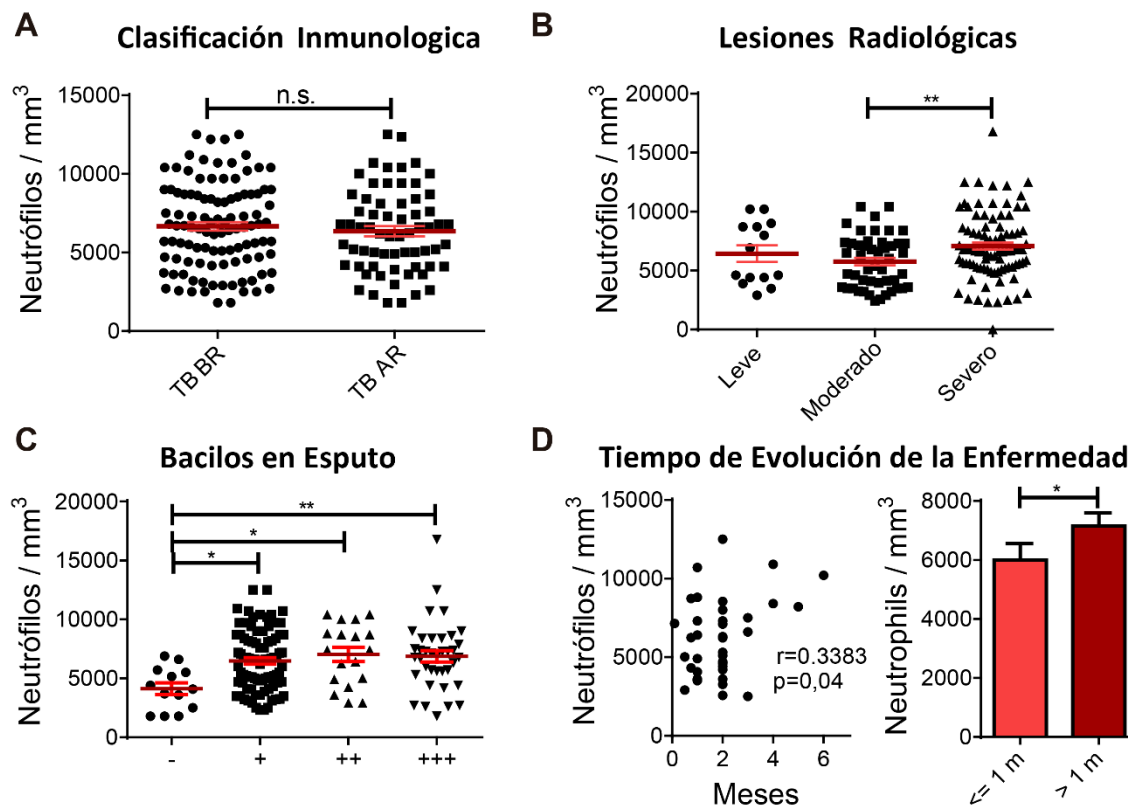 A
Clasificación Inmunologica
Neutrófilos / mm³
15000
10000
5000
0
n.s.
TB BR
TB AR
B
Lesiones Radiológicas
Neutrófilos / mm³
20000
15000
10000
5000
0
**
Leve
Moderado
Severo
C
Bacilos en Esputo
Neutrófilos / mm³
20000
15000
10000
5000
0
**
*
*
-
+
++
+++
D
Tiempo de Evolución de la Enfermedad
Neutrófilos / mm³
15000
10000
5000
0
r=0.3383
p=0,04
0
2
4
6
Meses
Neutrophils / mm³
8000
6000
4000
2000
0
*
<= 1 m
> 1 m